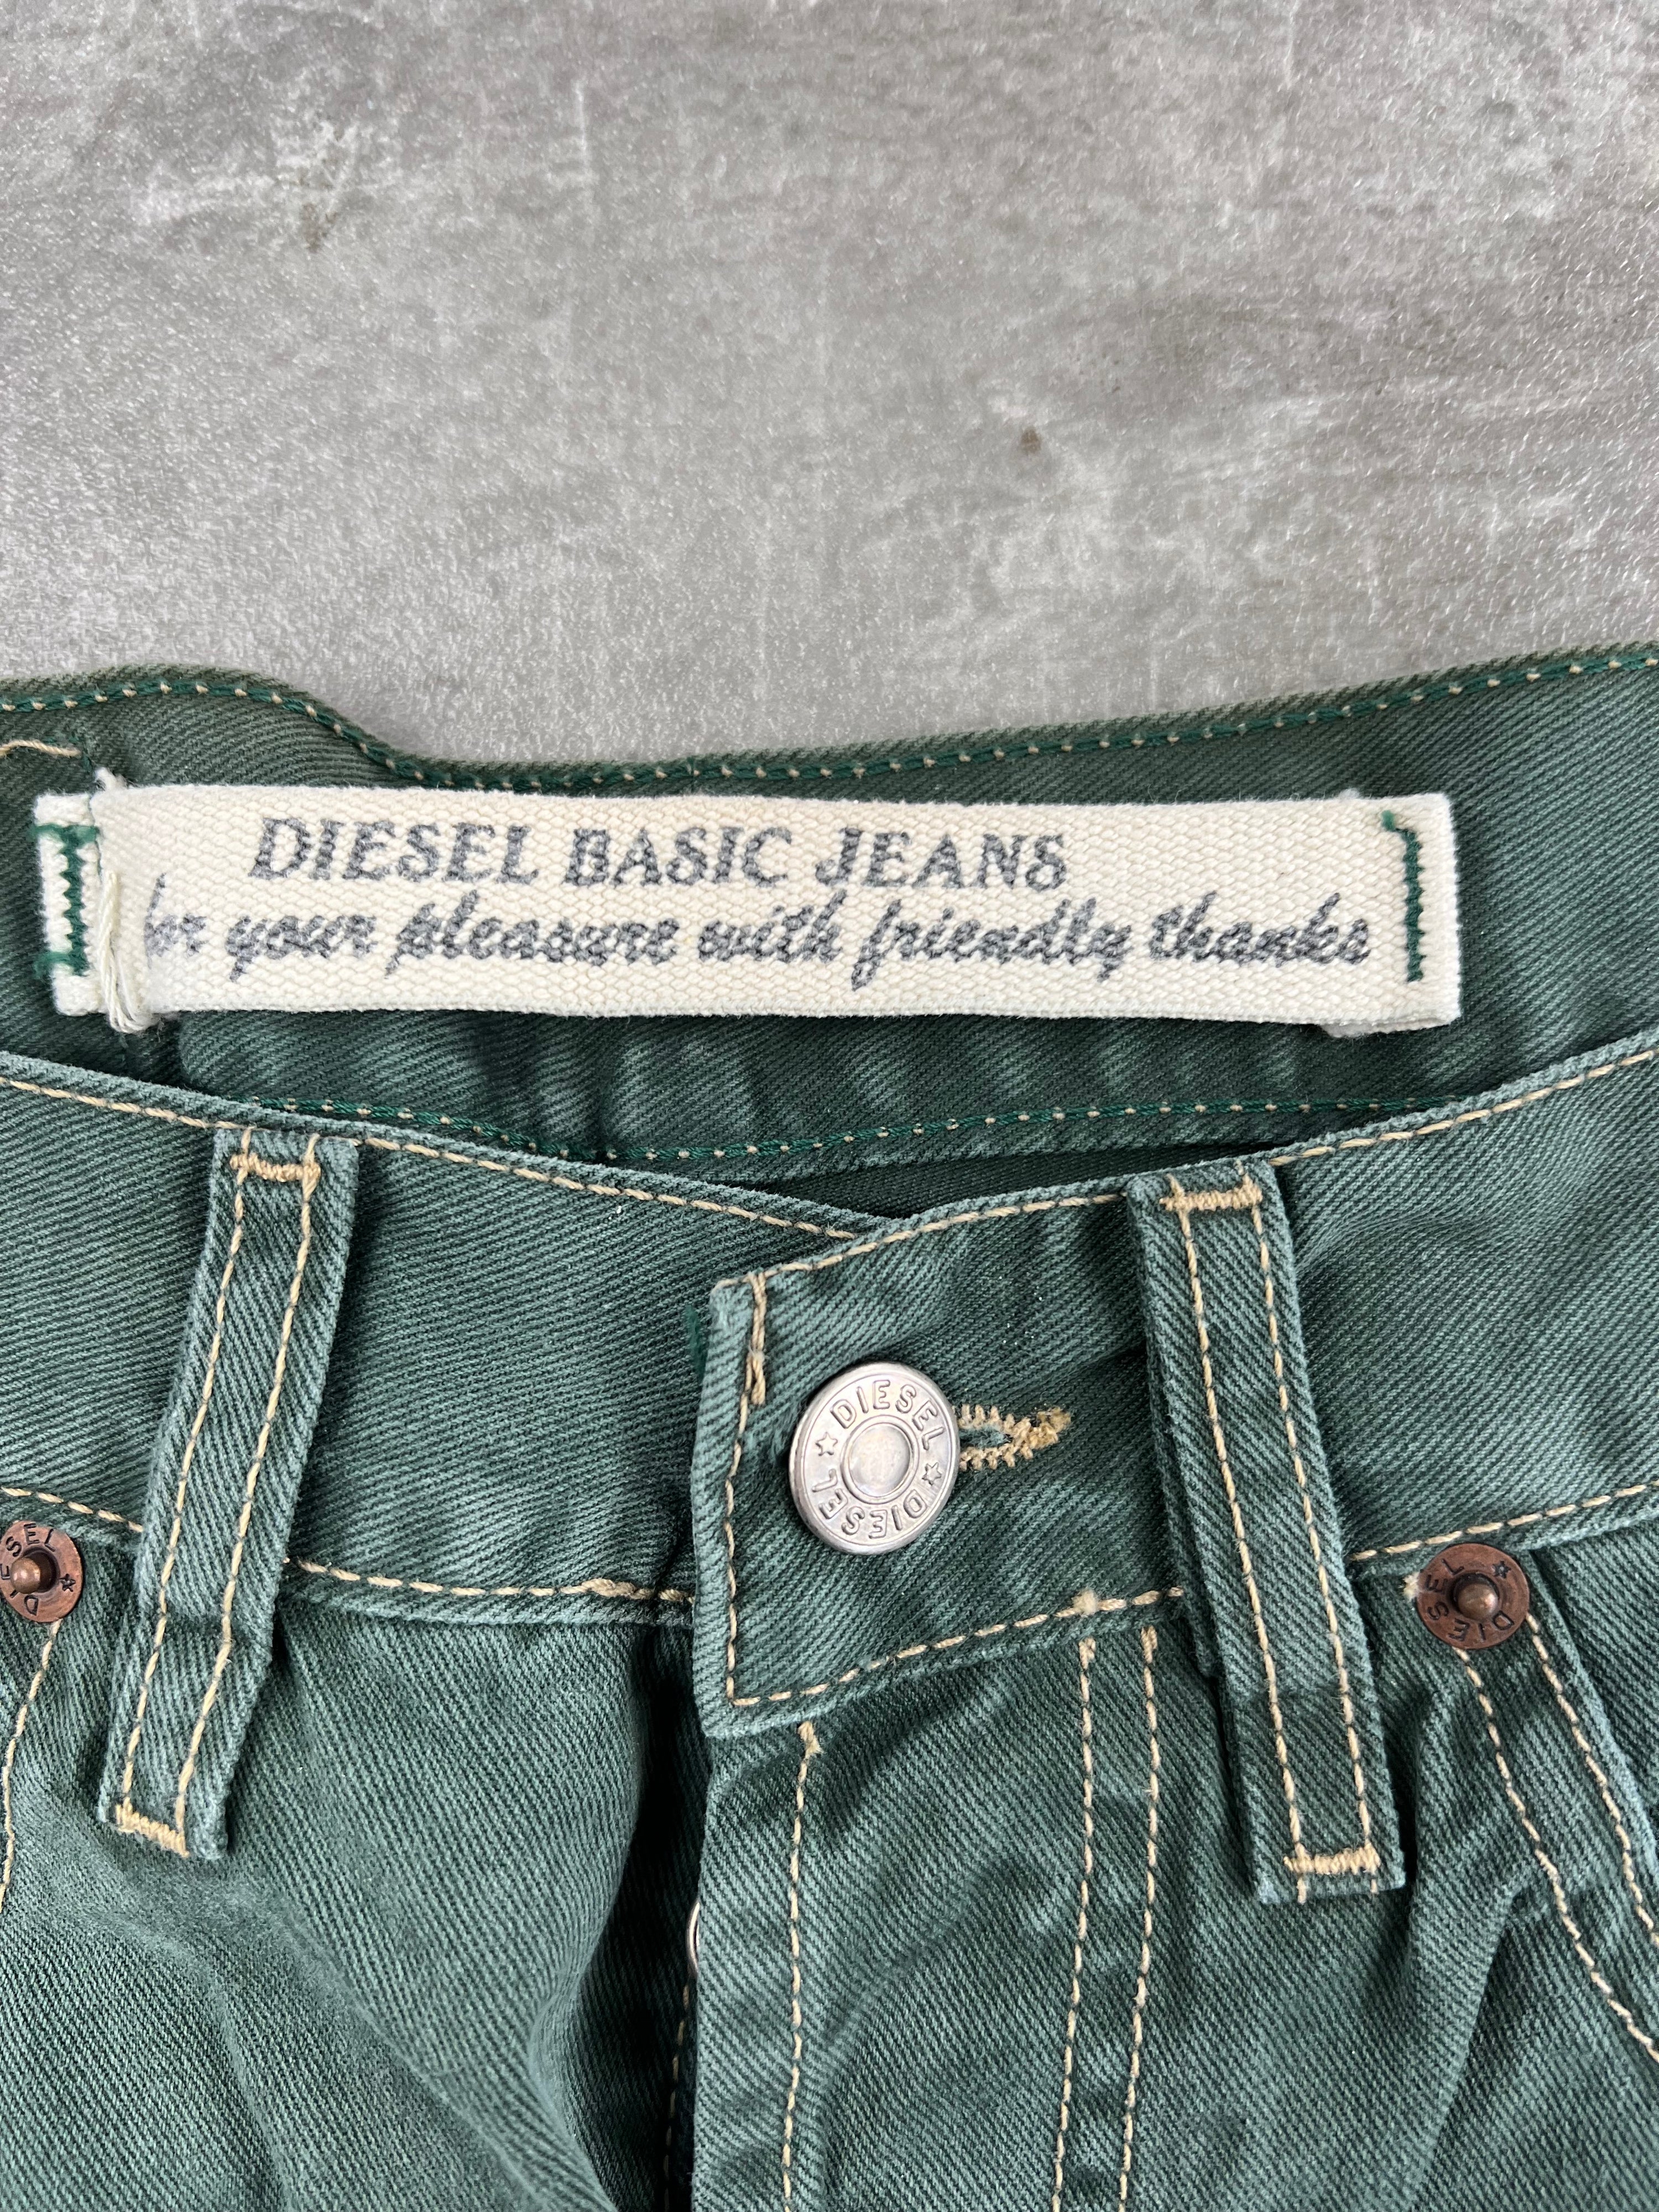 DIESEL BASIC JEANS
for your pleasure with friendly thanks
DIESEL
DIESEL
DIESEL
DIESEL